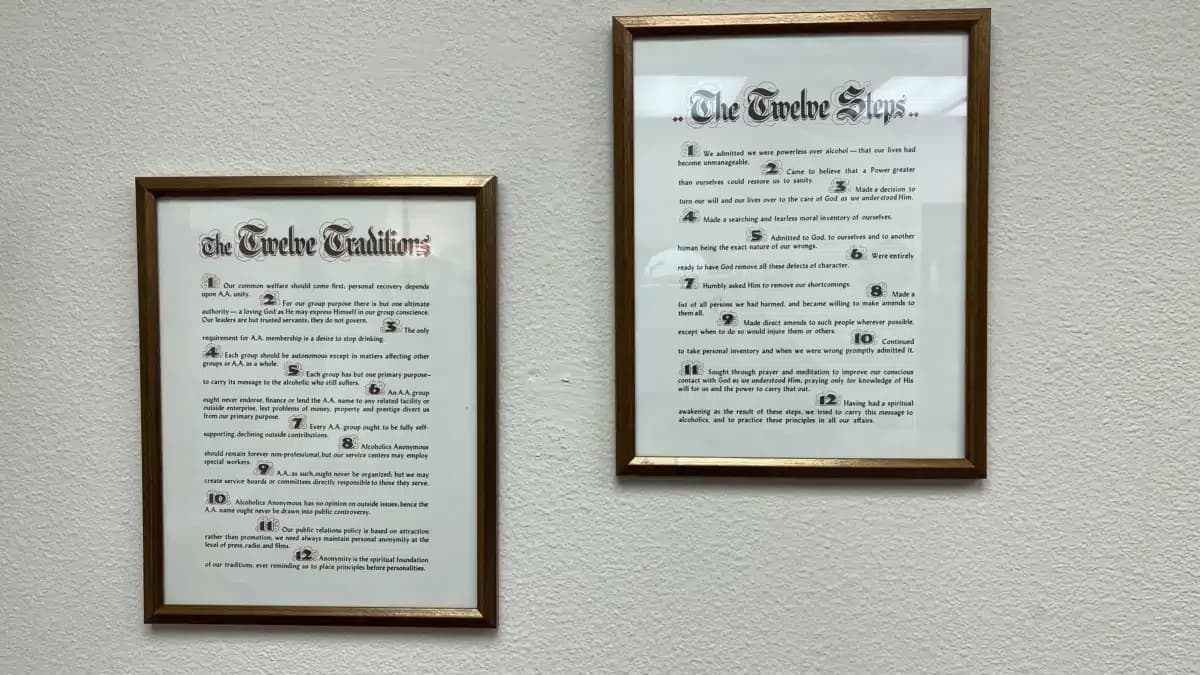 The Twelve Traditions
1 Our common welfare should come first; personal recovery depends
upon A.A. unity.
2 For our group purpose there is but one ultimate
authority — a loving God as He may express Himself in our group conscience.
Our leaders are but trusted servants; they do not govern.
3 The only
requirement for A.A. membership is a desire to stop drinking.
4 Each group should be autonomous except in matters affecting other
groups or A.A. as a whole.
5 Each group has but one primary purpose–
to carry its message to the alcoholic who still suffers.
6 An A.A. group
ought never endorse, finance or lend the A.A. name to any related facility or
outside enterprise, lest problems of money, property and prestige divert us
from our primary purpose.
7 Every A.A. group ought to be fully self-
supporting, declining outside contributions.
8 Alcoholics Anonymous
should remain forever non-professional, but our service centers may employ
special workers.
9 A.A., as such, ought never be organized; but we may
create service boards or committees directly responsible to those they serve.
10 Alcoholics Anonymous has no opinion on outside issues; hence the
A.A. name ought never be drawn into public controversy.
11 Our public relations policy is based on attraction
rather than promotion; we need always maintain personal anonymity at the
level of press, radio, and films.
12 Anonymity is the spiritual foundation
of our traditions, ever reminding us to place principles before personalities.
The Twelve Steps
1 We admitted we were powerless over alcohol — that our lives had
become unmanageable.
2 Came to believe that a Power greater
than ourselves could restore us to sanity.
3 Made a decision to
turn our will and our lives over to the care of God as we understood Him.
4 Made a searching and fearless moral inventory of ourselves.
5 Admitted to God, to ourselves and to another
human being the exact nature of our wrongs.
6 Were entirely
ready to have God remove all these defects of character.
7 Humbly asked Him to remove our shortcomings.
8 Made a
list of all persons we had harmed, and became willing to make amends to
them all.
9 Made direct amends to such people wherever possible,
except when to do so would injure them or others.
10 Continued
to take personal inventory and when we were wrong promptly admitted it.
11 Sought through prayer and meditation to improve our conscious
contact with God as we understood Him, praying only for knowledge of His
will for us and the power to carry that out.
12 Having had a spiritual
awakening as the result of these steps, we tried to carry this message to
alcoholics, and to practice these principles in all our affairs.